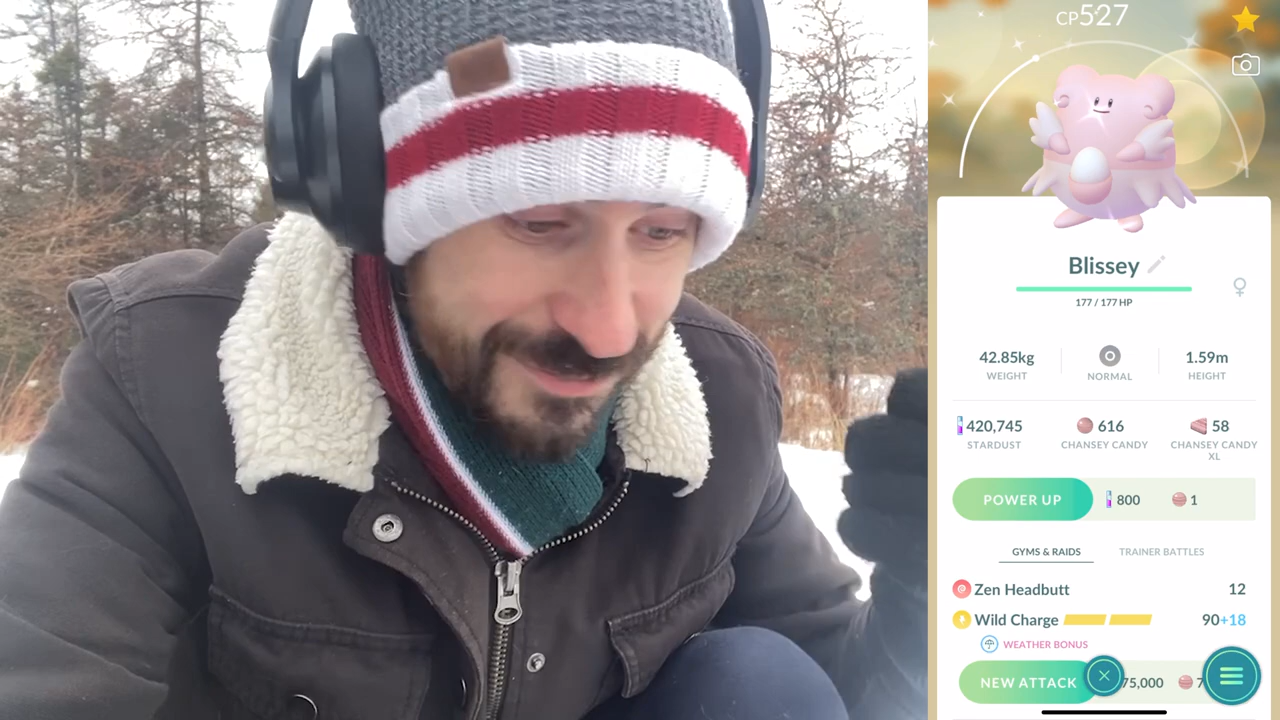 CP527
Blissey
177 / 177 HP
42.85kg
WEIGHT
NORMAL
1.59m
HEIGHT
420,745
STARDUST
616
CHANSEY CANDY
58
CHANSEY CANDY
XL
POWER UP
800
1
GYMS & RAIDS
TRAINER BATTLES
Zen Headbutt
12
Wild Charge
90+18
WEATHER BONUS
NEW ATTACK
75,000
7